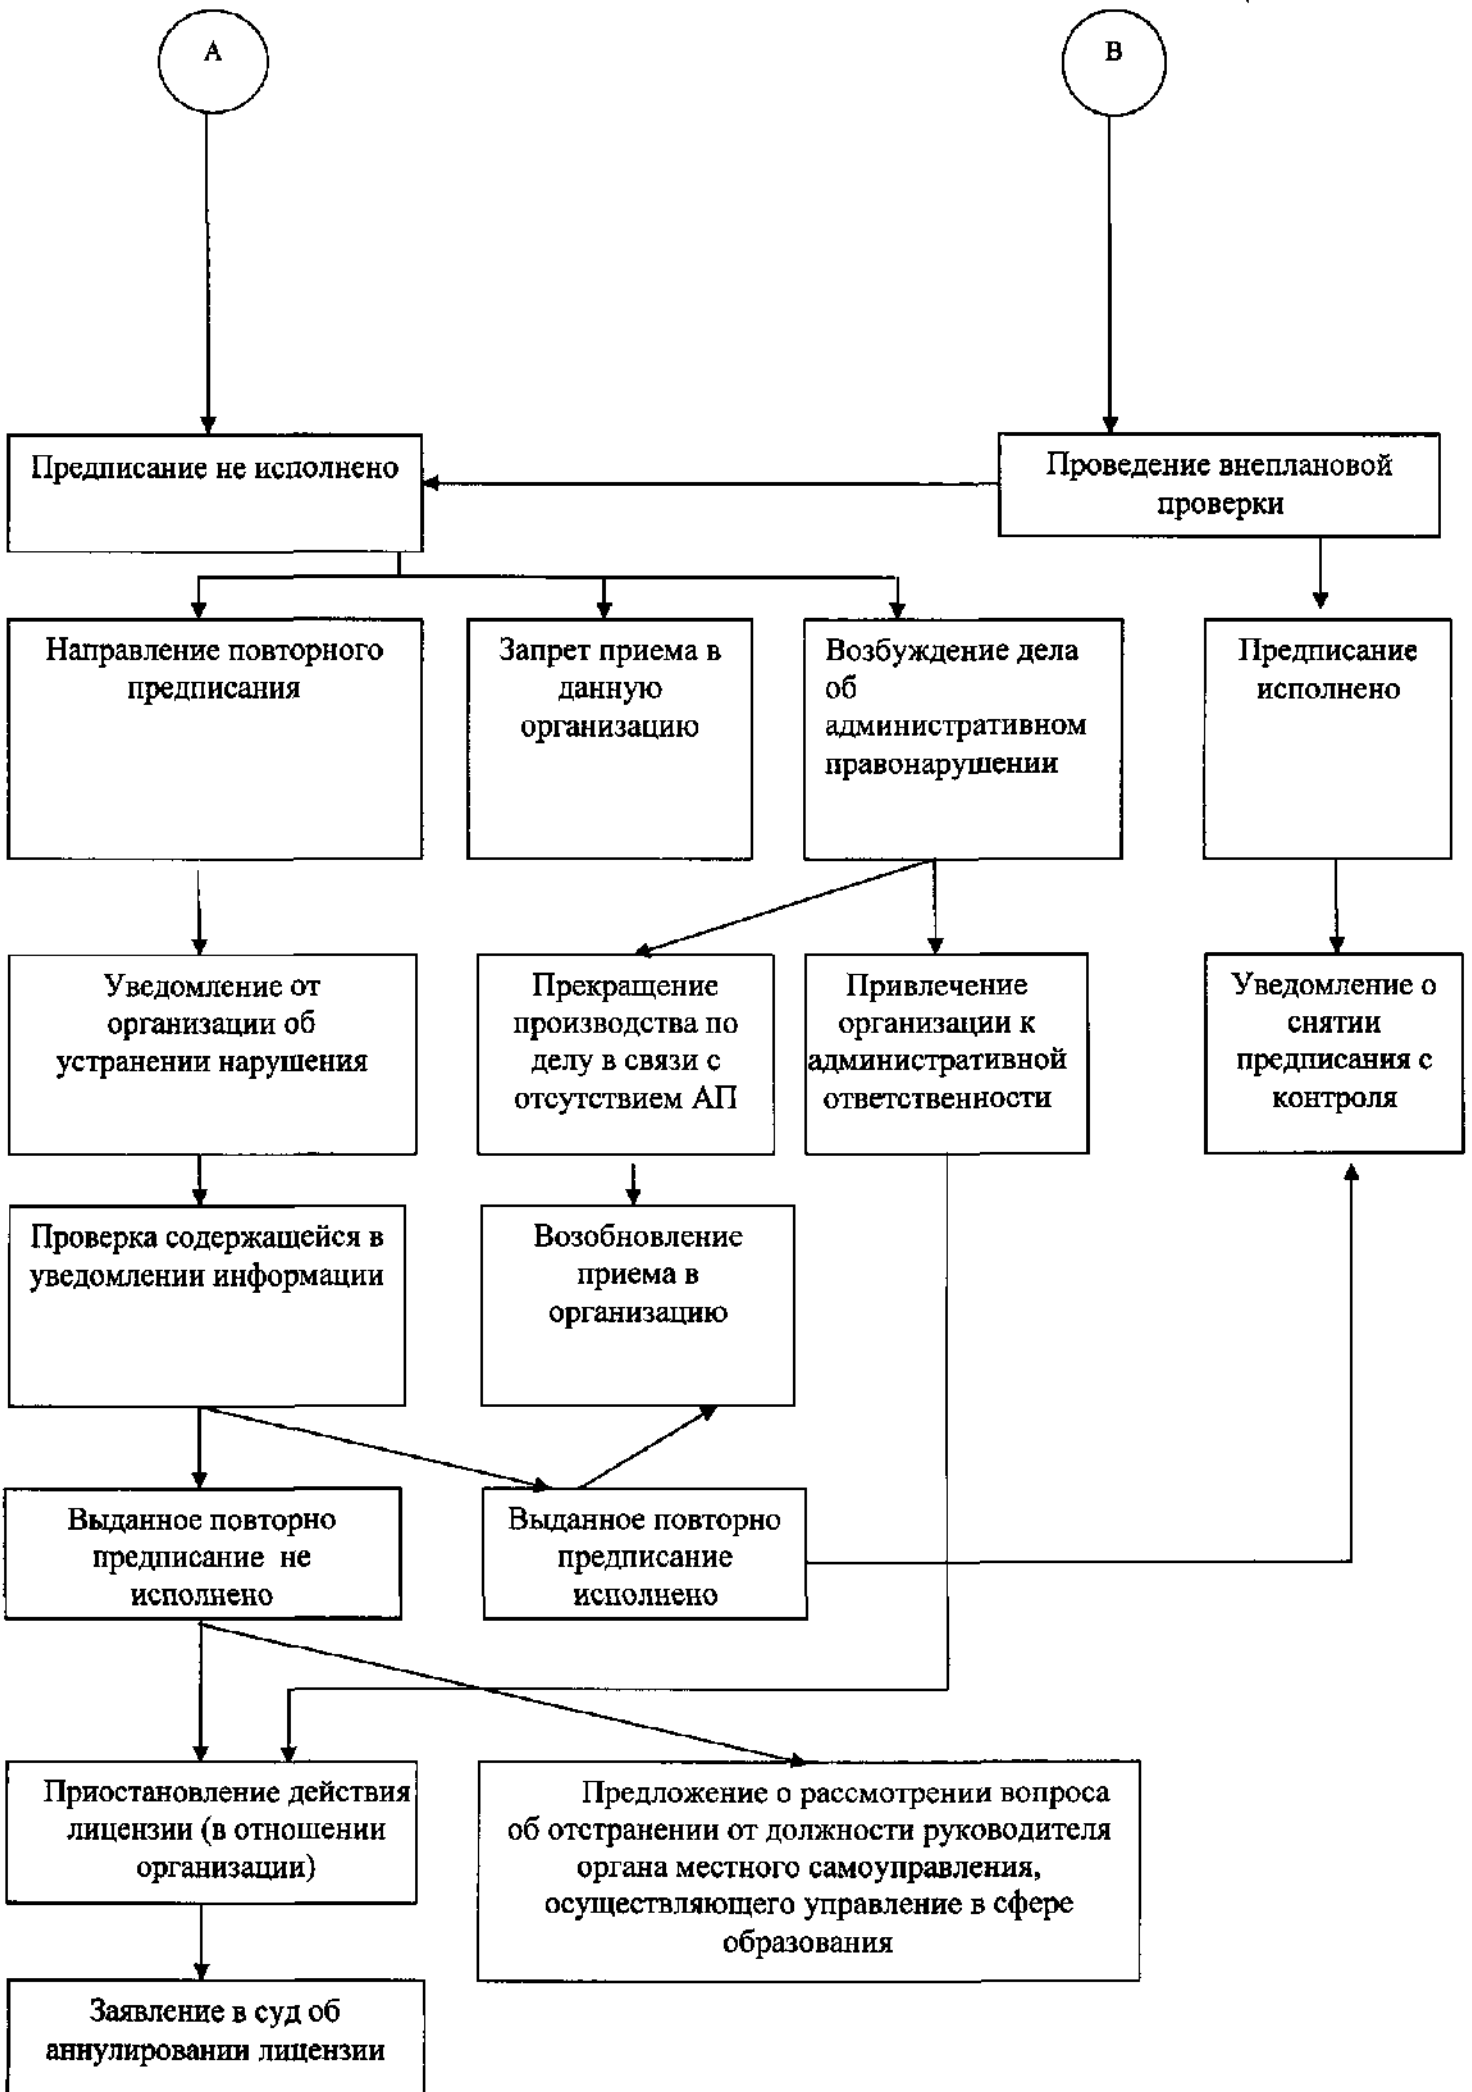 А
В
Предписание не исполнено
Проведение внеплановой
проверки
Направление повторного
предписания
Запрет приема в
данную
организацию
Возбуждение дела
об
административном
правонарушении
Предписание
исполнено
Уведомление от
организации об
устранении нарушения
Прекращение
производства по
делу в связи с
отсутствием АП
Привлечение
организации к
административной
ответственности
Уведомление о
снятии
предписания с
контроля
Проверка содержащейся в
уведомлении информации
Возобновление
приема в
организацию
Выданное повторно
предписание не
исполнено
Выданное повторно
предписание
исполнено
Приостановление действия
лицензии (в отношении
организации)
Предложение о рассмотрении вопроса
об отстранении от должности руководителя
органа местного самоуправления,
осуществляющего управление в сфере
образования
Заявление в суд об
аннулировании лицензии